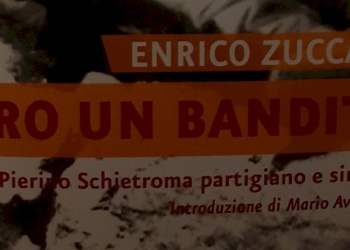 ENRICO ZUCCA
RO UN BANDIT
Pierino Schietroma partigiano e sin
Introduzione di Mario Av